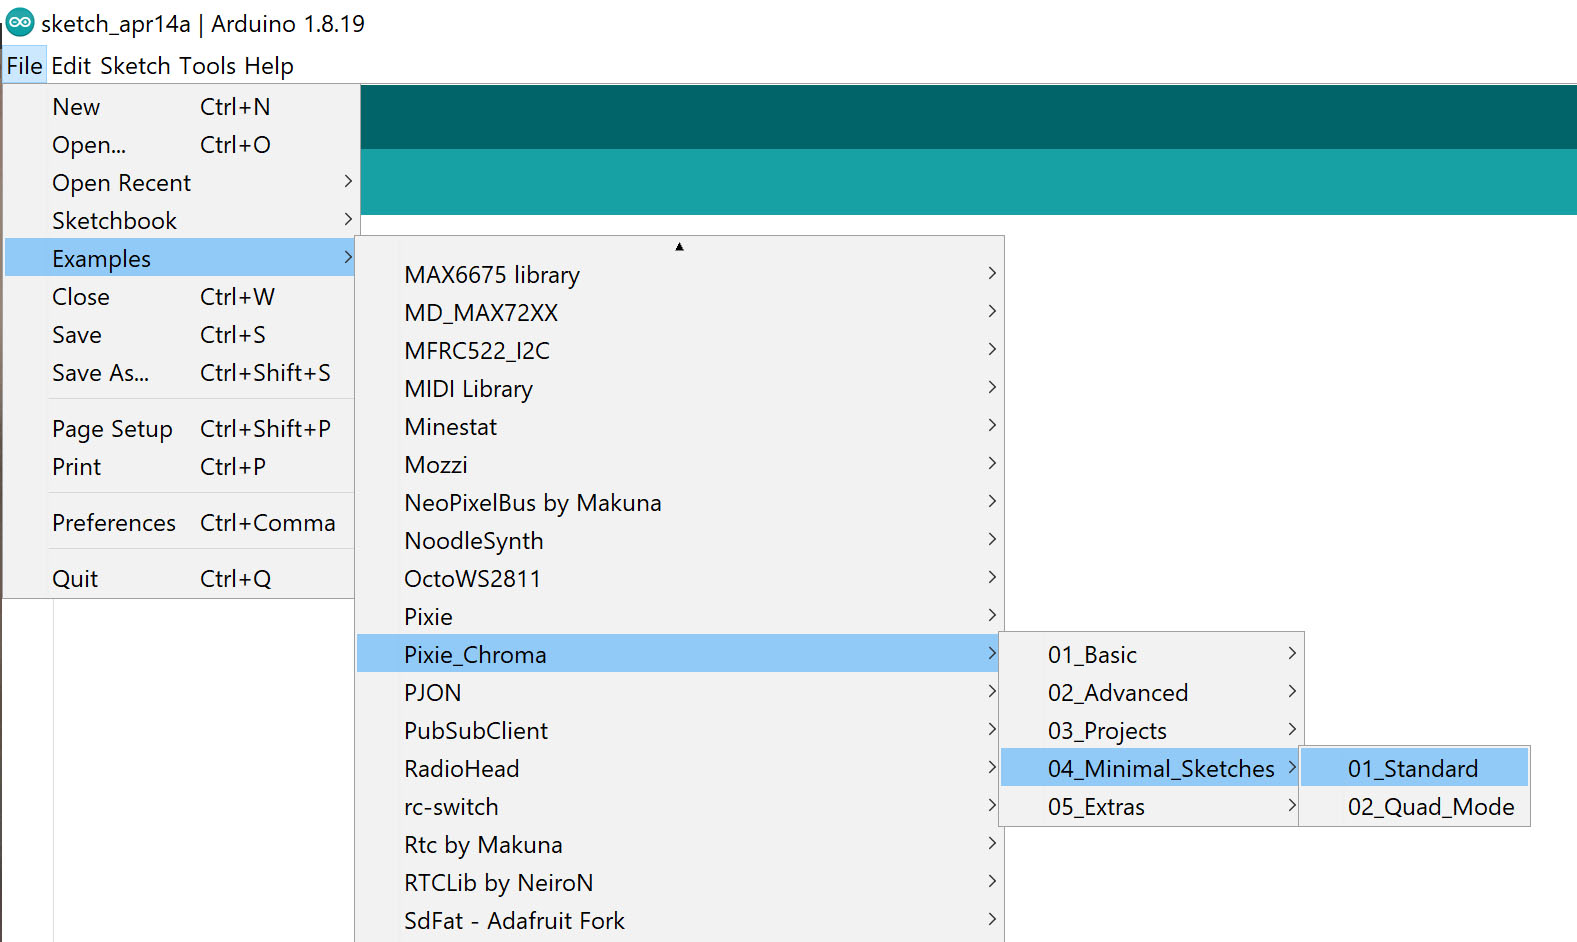 sketch_apr14a | Arduino 1.8.19
File Edit Sketch Tools Help
New Ctrl+N
Open... Ctrl+O
Open Recent
Sketchbook
Examples
Close Ctrl+W
Save Ctrl+S
Save As... Ctrl+Shift+S
Page Setup Ctrl+Shift+P
Print Ctrl+P
Preferences Ctrl+Comma
Quit Ctrl+Q
MAX6675 library
MD_MAX72XX
MFRC522_I2C
MIDI Library
Minestat
Mozzi
NeoPixelBus by Makuna
NoodleSynth
OctoWS2811
Pixie
Pixie_Chroma
PJON
PubSubClient
RadioHead
rc-switch
Rtc by Makuna
RTCLib by NeiroN
SdFat - Adafruit Fork
01_Basic
02_Advanced
03_Projects
04_Minimal_Sketches
05_Extras
01_Standard
02_Quad_Mode